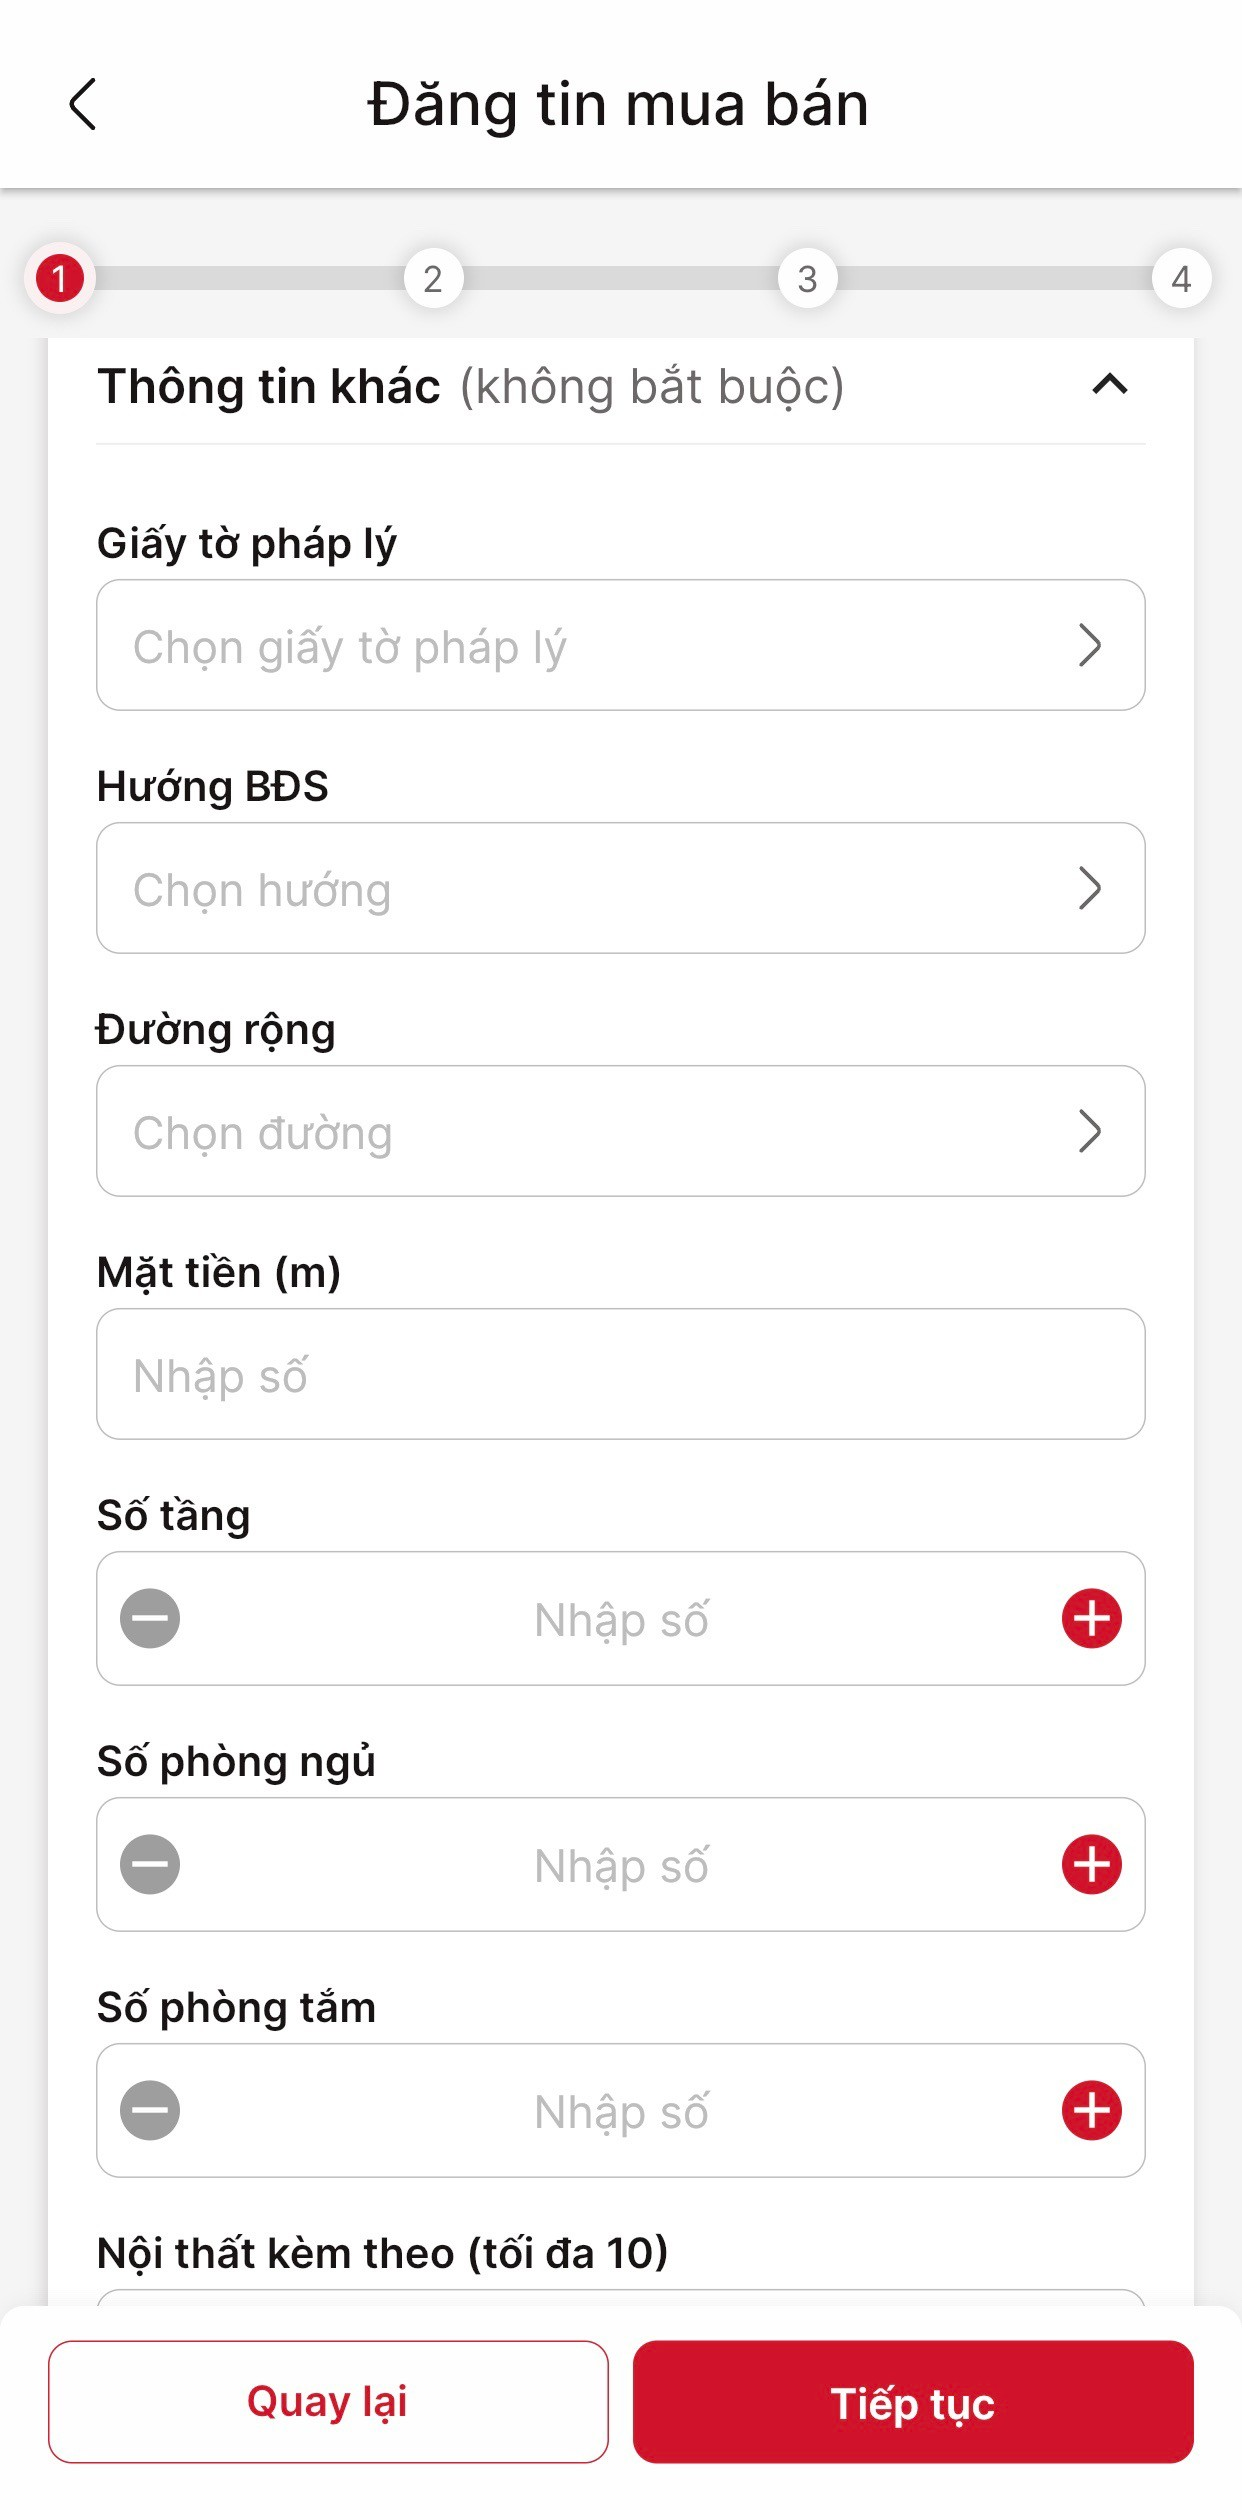 Đăng tin mua bán
1 2 3 4
Thông tin khác (không bắt buộc)
Giấy tờ pháp lý
Chọn giấy tờ pháp lý
Hướng BĐS
Chọn hướng
Đường rộng
Chọn đường
Mặt tiền (m)
Nhập số
Số tầng
Nhập số
Số phòng ngủ
Nhập số
Số phòng tắm
Nhập số
Nội thất kèm theo (tối đa 10)
Quay lại
Tiếp tục